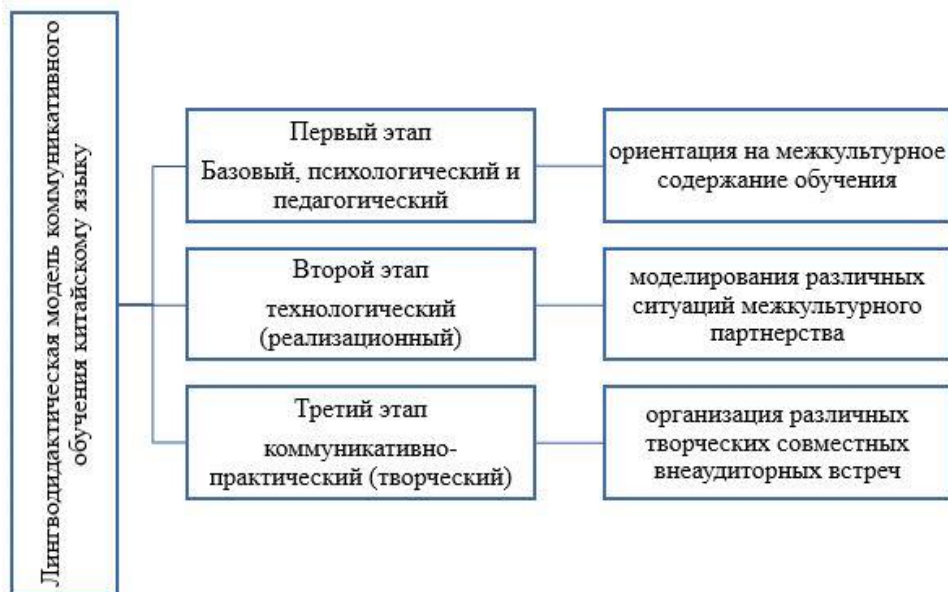 Лингводидактическая модель коммуникативного
обучения китайскому языку
Первый этап
Базовый, психологический и
педагогический
ориентация на межкультурное
содержание обучения
Второй этап
технологический
(реализационный)
моделирования различных
ситуаций межкультурного
партнерства
Третий этап
коммуникативно-
практический (творческий)
организация различных
творческих совместных
внеаудиторных встреч